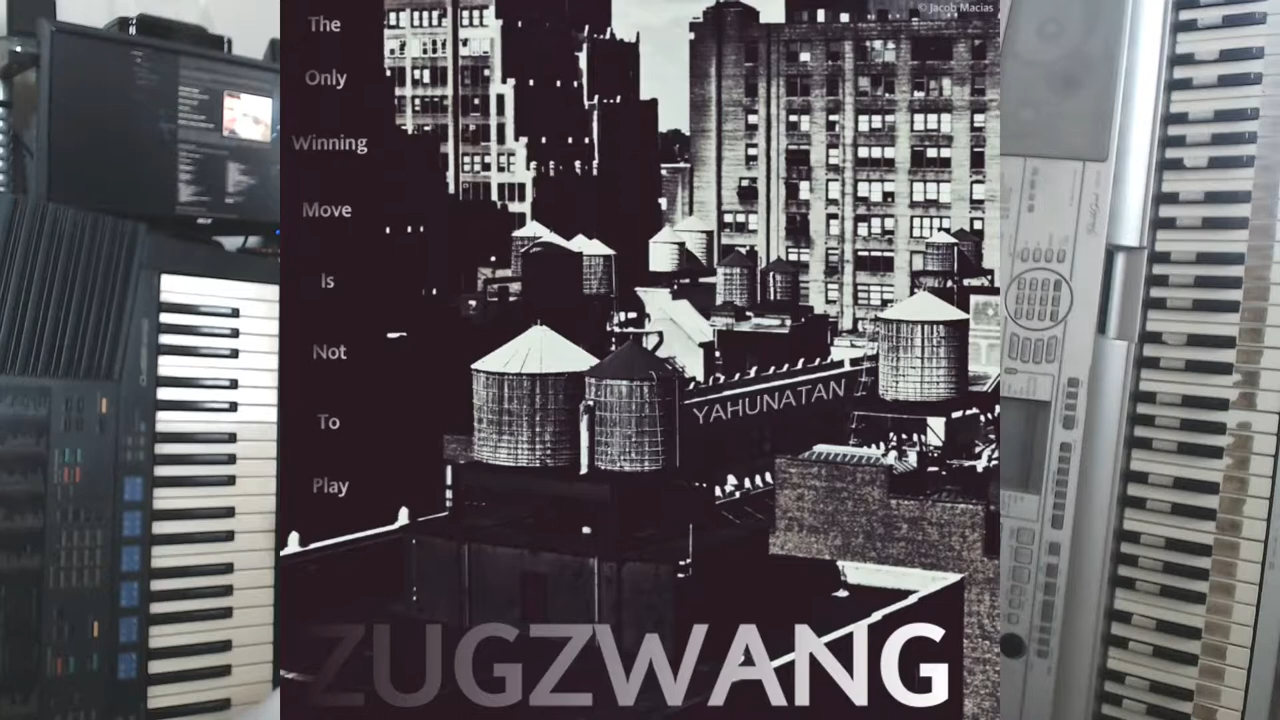 © Jacob Macias
The
Only
Winning
Move
Is
Not
To
Play
YAHUNATAN
ZUGZWANG